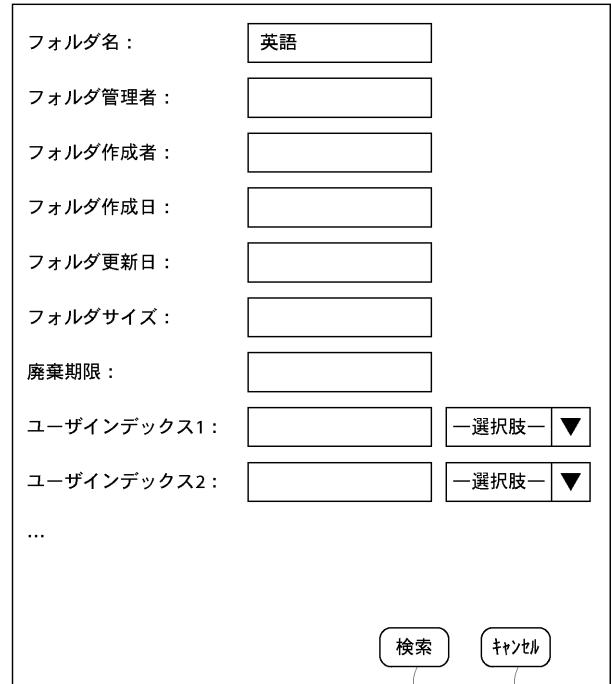 フォルダ名： 英語
フォルダ管理者：
フォルダ作成者：
フォルダ作成日：
フォルダ更新日：
フォルダサイズ：
廃棄期限：
ユーザインデックス1： ー選択肢ー ▼
ユーザインデックス2： ー選択肢ー ▼
…
検索 ｷｬﾝｾﾙ